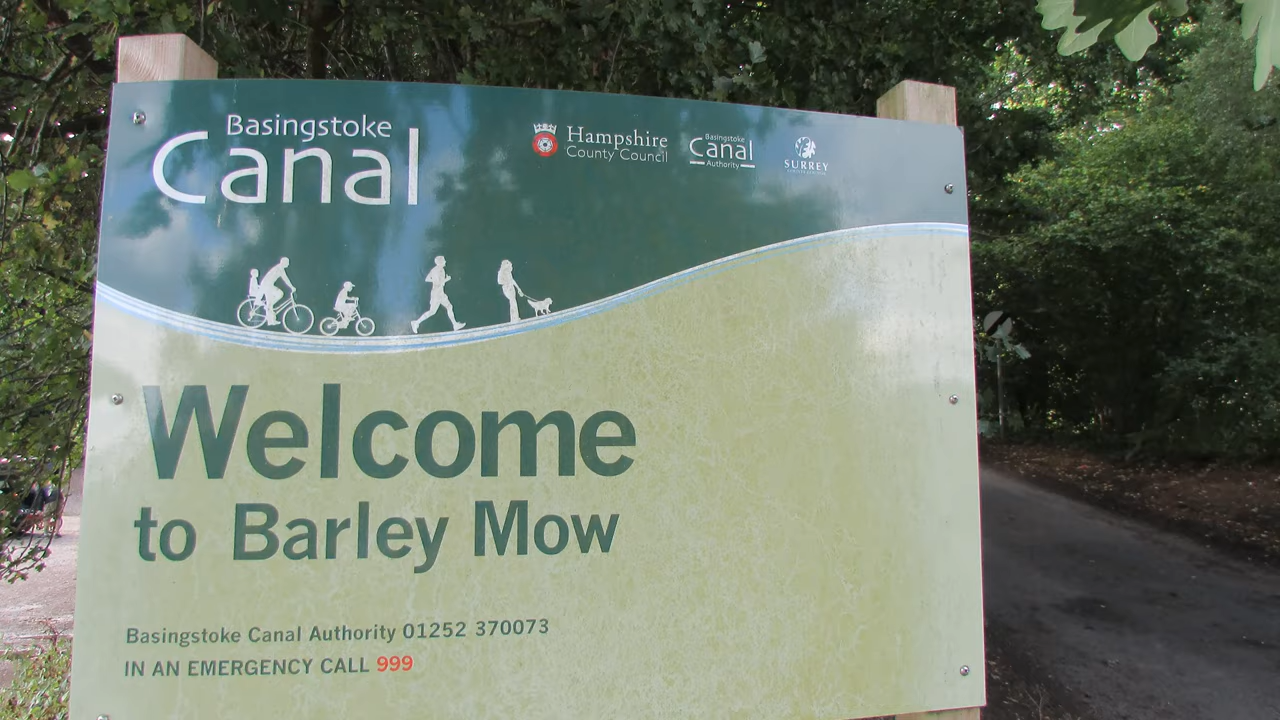 Basingstoke
Canal
Hampshire
County Council
Basingstoke
Canal
Authority
SURREY
Welcome
to Barley Mow
Basingstoke Canal Authority 01252 370073
IN AN EMERGENCY CALL 999